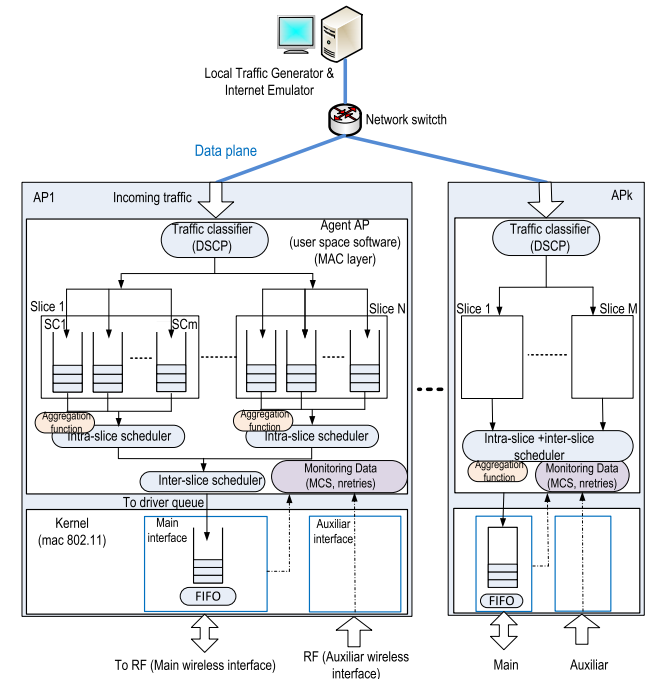 Local Traffic Generator &
Internet Emulator
Network switcth
Data plane
AP1
Incoming traffic
APk
Traffic classifier
(DSCP)
Agent AP
(user space software)
(MAC layer)
Traffic classifier
(DSCP)
Slice 1
Slice N
SC1
SCm
Slice 1
Slice M
Aggregation
function
Intra-slice scheduler
Aggregation
function
Intra-slice scheduler
Intra-slice +inter-slice
scheduler
Inter-slice scheduler
Monitoring Data
(MCS, nretries)
Aggregation
function
Monitoring Data
(MCS, nretries)
To driver queue
Kernel
(mac 802.11)
Main
interface
Auxiliar
interface
FIFO
FIFO
To RF (Main wireless interface)
RF (Auxiliar wireless
interface)
Main
Auxiliar